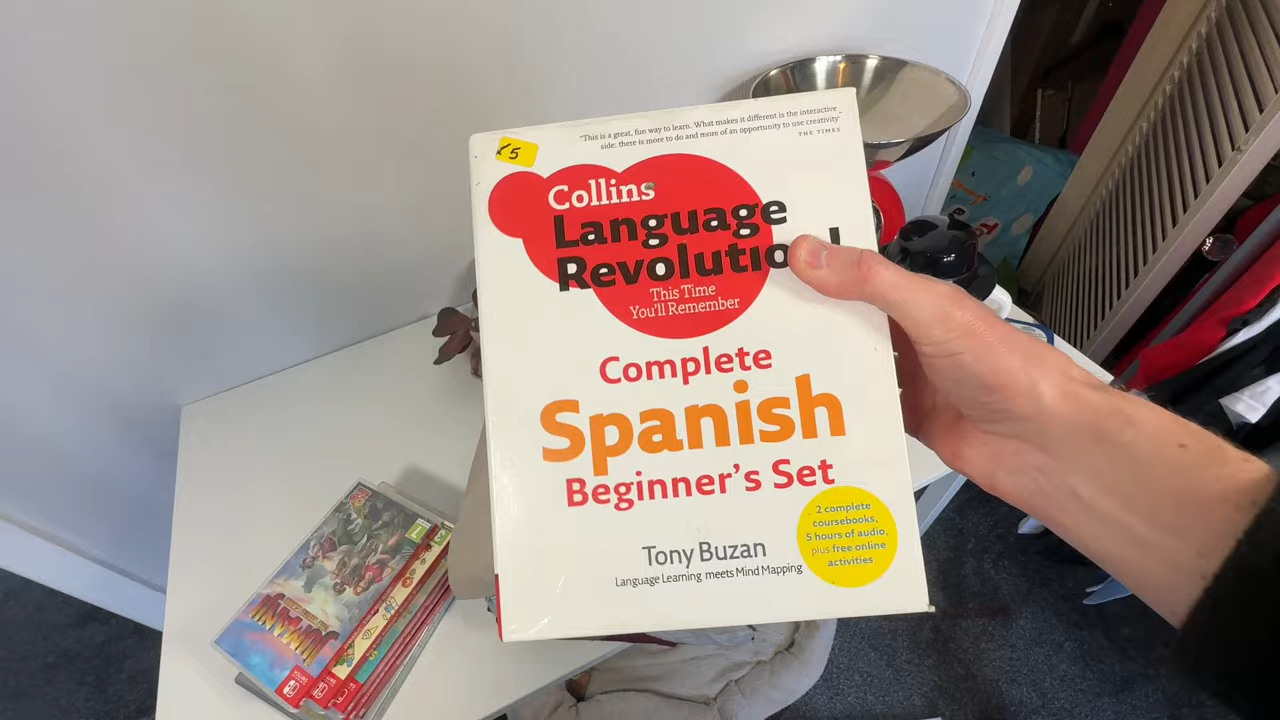 "This is a great, fun way to learn. What makes it different is the interactive
side; there is more to do and more of an opportunity to use creativity"
THE TIMES
£5
Collins
Language
Revolution!
This Time
You'll Remember
Complete
Spanish
Beginner's Set
2 complete
coursebooks,
5 hours of audio,
plus free online
activities
Tony Buzan
Language Learning meets Mind Mapping
JUMANJI